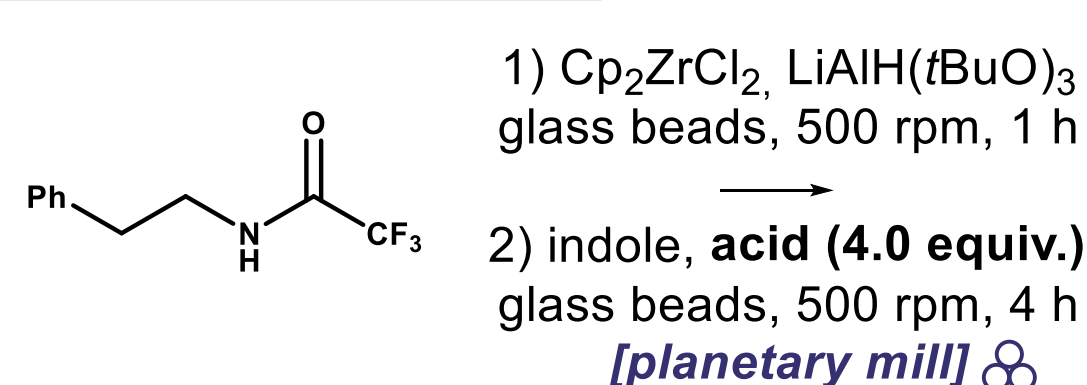 1) Cp₂ZrCl₂, LiAlH(tBuO)₃
glass beads, 500 rpm, 1 h
O
Ph
N
H
CF₃
2) indole, acid (4.0 equiv.)
glass beads, 500 rpm, 4 h
[planetary mill]